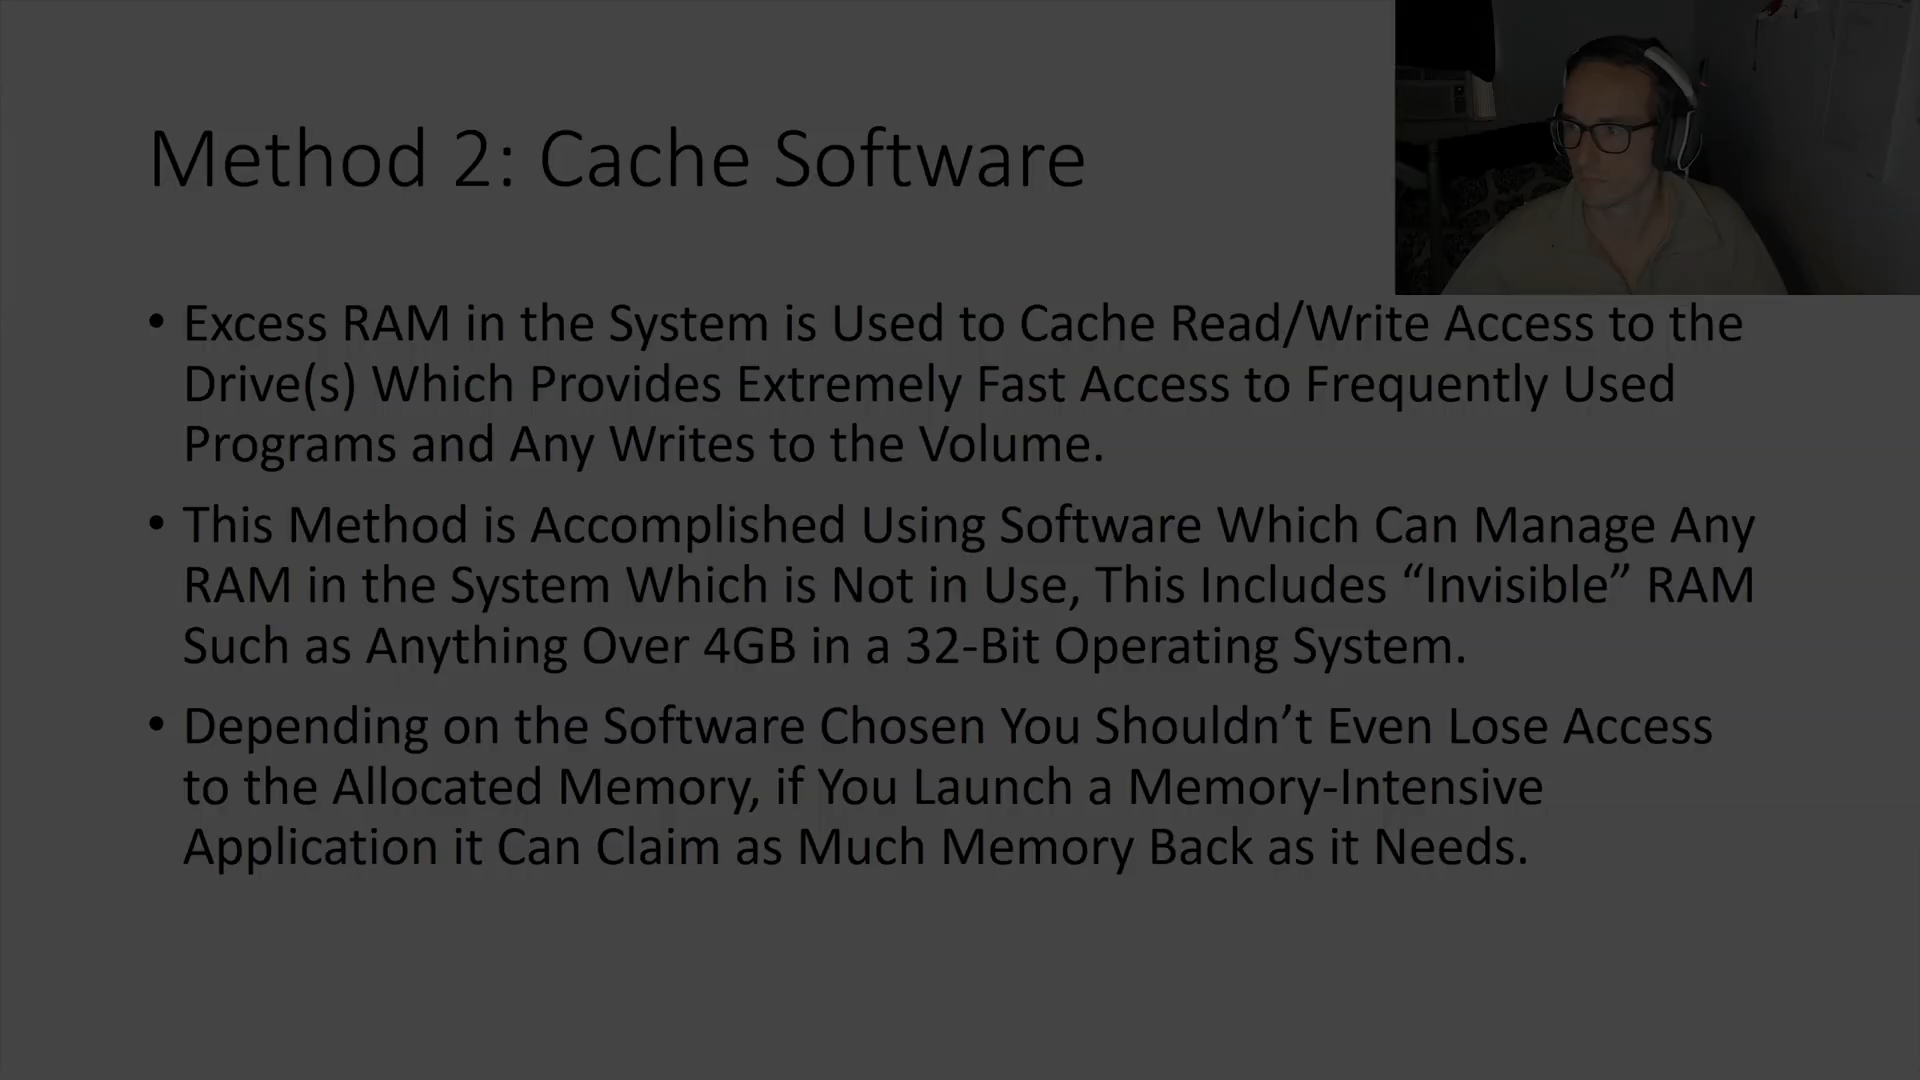 Method 2: Cache Software
• Excess RAM in the System is Used to Cache Read/Write Access to the
Drive(s) Which Provides Extremely Fast Access to Frequently Used
Programs and Any Writes to the Volume.
• This Method is Accomplished Using Software Which Can Manage Any
RAM in the System Which is Not in Use, This Includes “Invisible” RAM
Such as Anything Over 4GB in a 32-Bit Operating System.
• Depending on the Software Chosen You Shouldn’t Even Lose Access
to the Allocated Memory, if You Launch a Memory-Intensive
Application it Can Claim as Much Memory Back as it Needs.